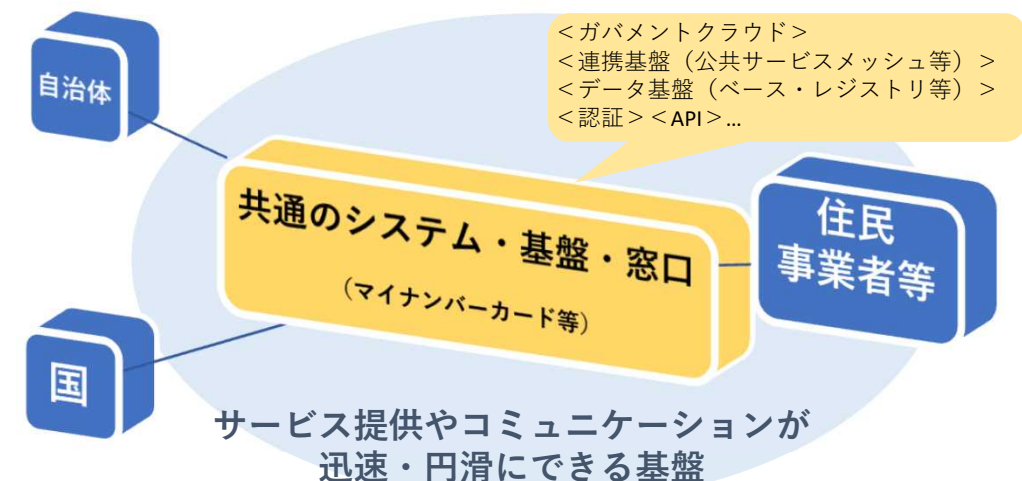 ＜ガバメントクラウド＞
＜連携基盤（公共サービスメッシュ等）＞
＜データ基盤（ベース・レジストリ等）＞
＜認証＞＜API＞…
自治体
共通のシステム・基盤・窓口
（マイナンバーカード等）
住民
事業者等
国
サービス提供やコミュニケーションが
迅速・円滑にできる基盤